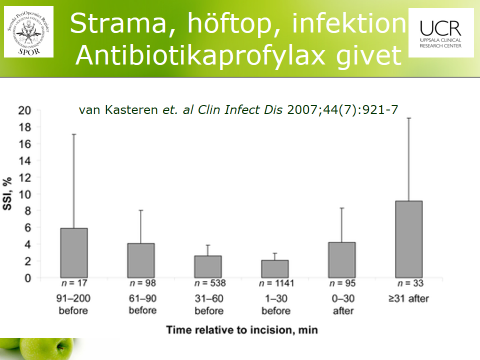 Strama, höftop, infektion
Antibiotikaprofylax givet
SPOR
UCR
UPPSALA CLINICAL
RESEARCH CENTER
van Kasteren et. al Clin Infect Dis 2007;44(7):921-7
SSI, %
20
18
16
14
12
10
8
6
4
2
0
n = 17 n = 98 n = 538 n = 1141 n = 95 n = 33
91–200 before
61–90 before
31–60 before
1–30 before
0–30 after
≥31 after
Time relative to incision, min